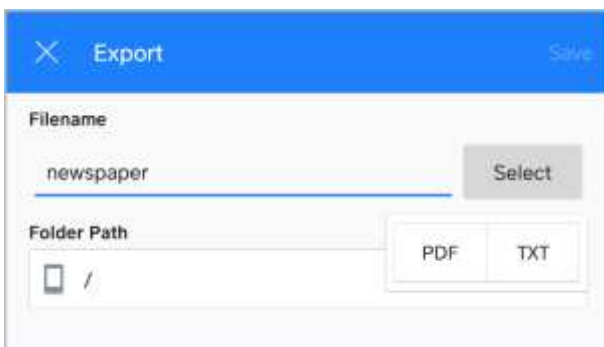 Export Save
Filename
newspaper Select
Folder Path
PDF TXT
/